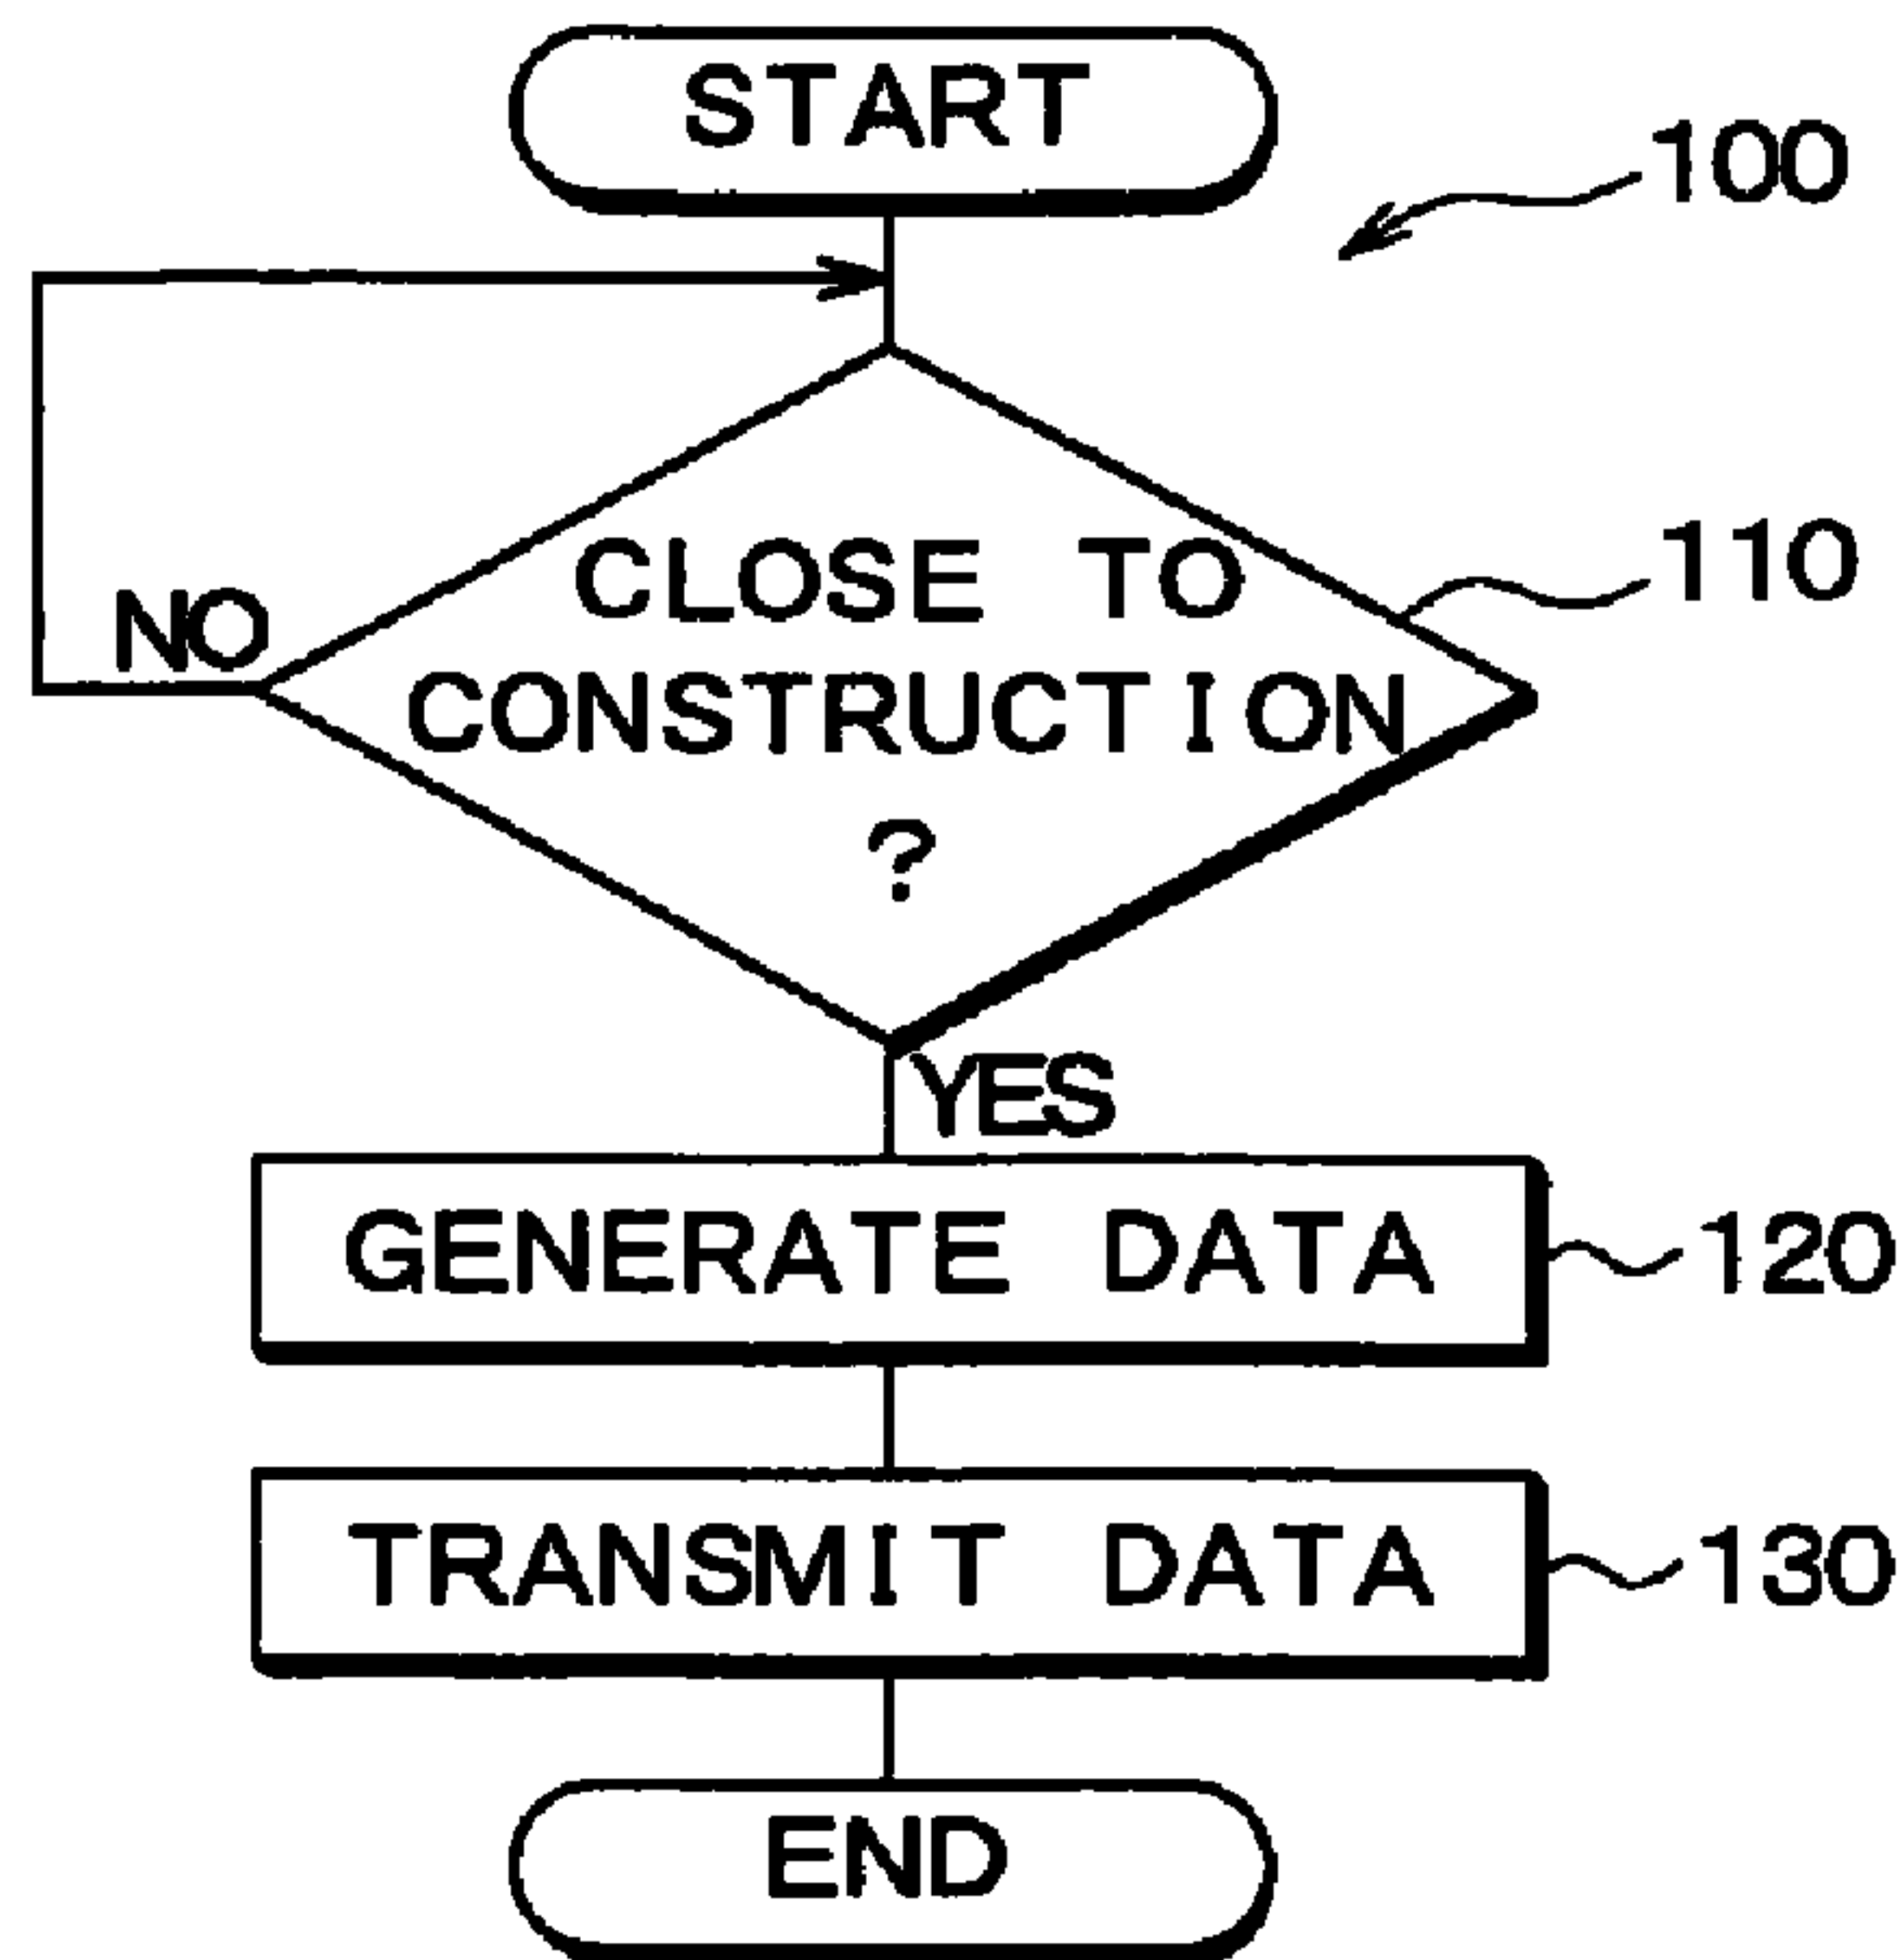 START
100
CLOSE TO
110
NO
CONSTRUCTION
?
YES
GENERATE DATA
120
TRANSMIT DATA
130
END